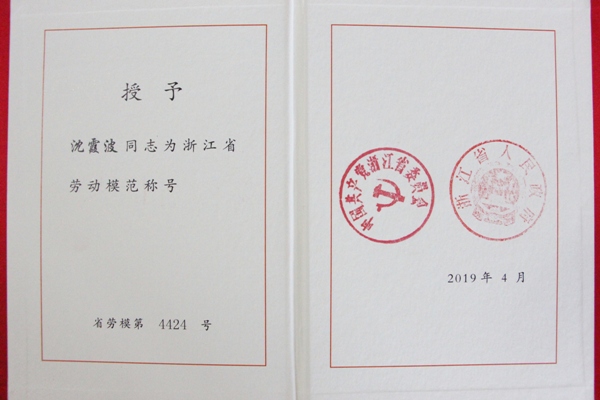 授予
沈霞波同志为浙江省
劳动模范称号
省劳模第 4424 号
中国共产党浙江省委员会
浙江省人民政府
2019年 4 月